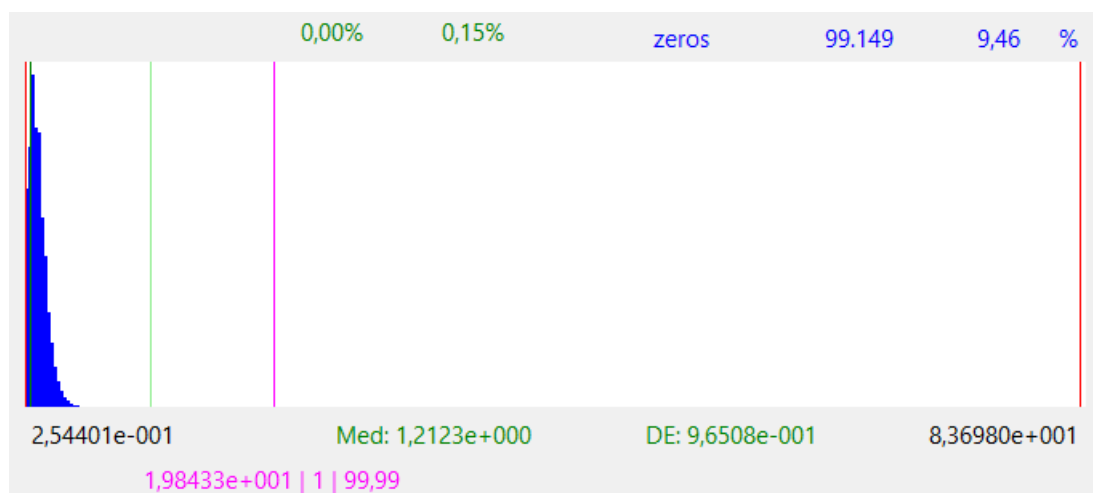 0,00% 0,15% zeros 99.149 9,46 %
2,54401e-001 Med: 1,2123e+000 DE: 9,6508e-001 8,36980e+001
1,98433e+001 | 1 | 99,99